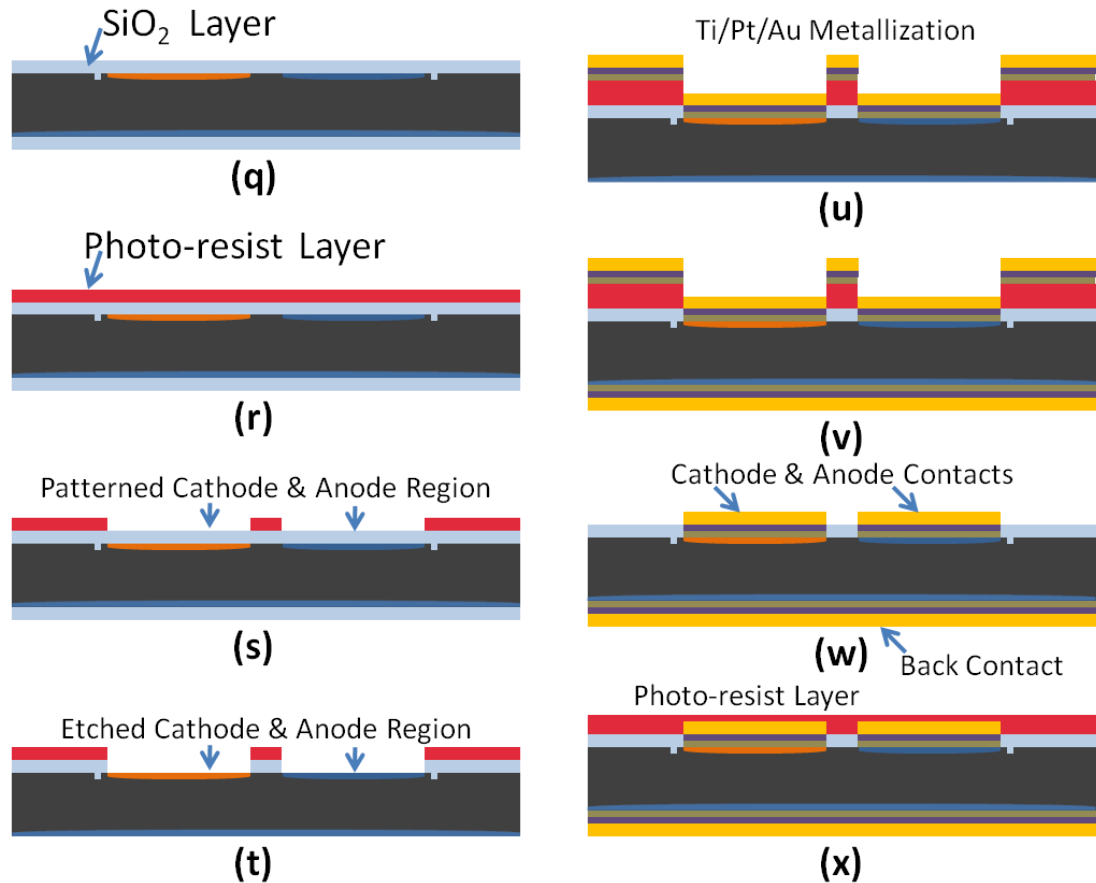 SiO₂ Layer
(q)
Photo-resist Layer
(r)
Patterned Cathode & Anode Region
(s)
Etched Cathode & Anode Region
(t)
Ti/Pt/Au Metallization
(u)
(v)
Cathode & Anode Contacts
(w)
Back Contact
Photo-resist Layer
(x)